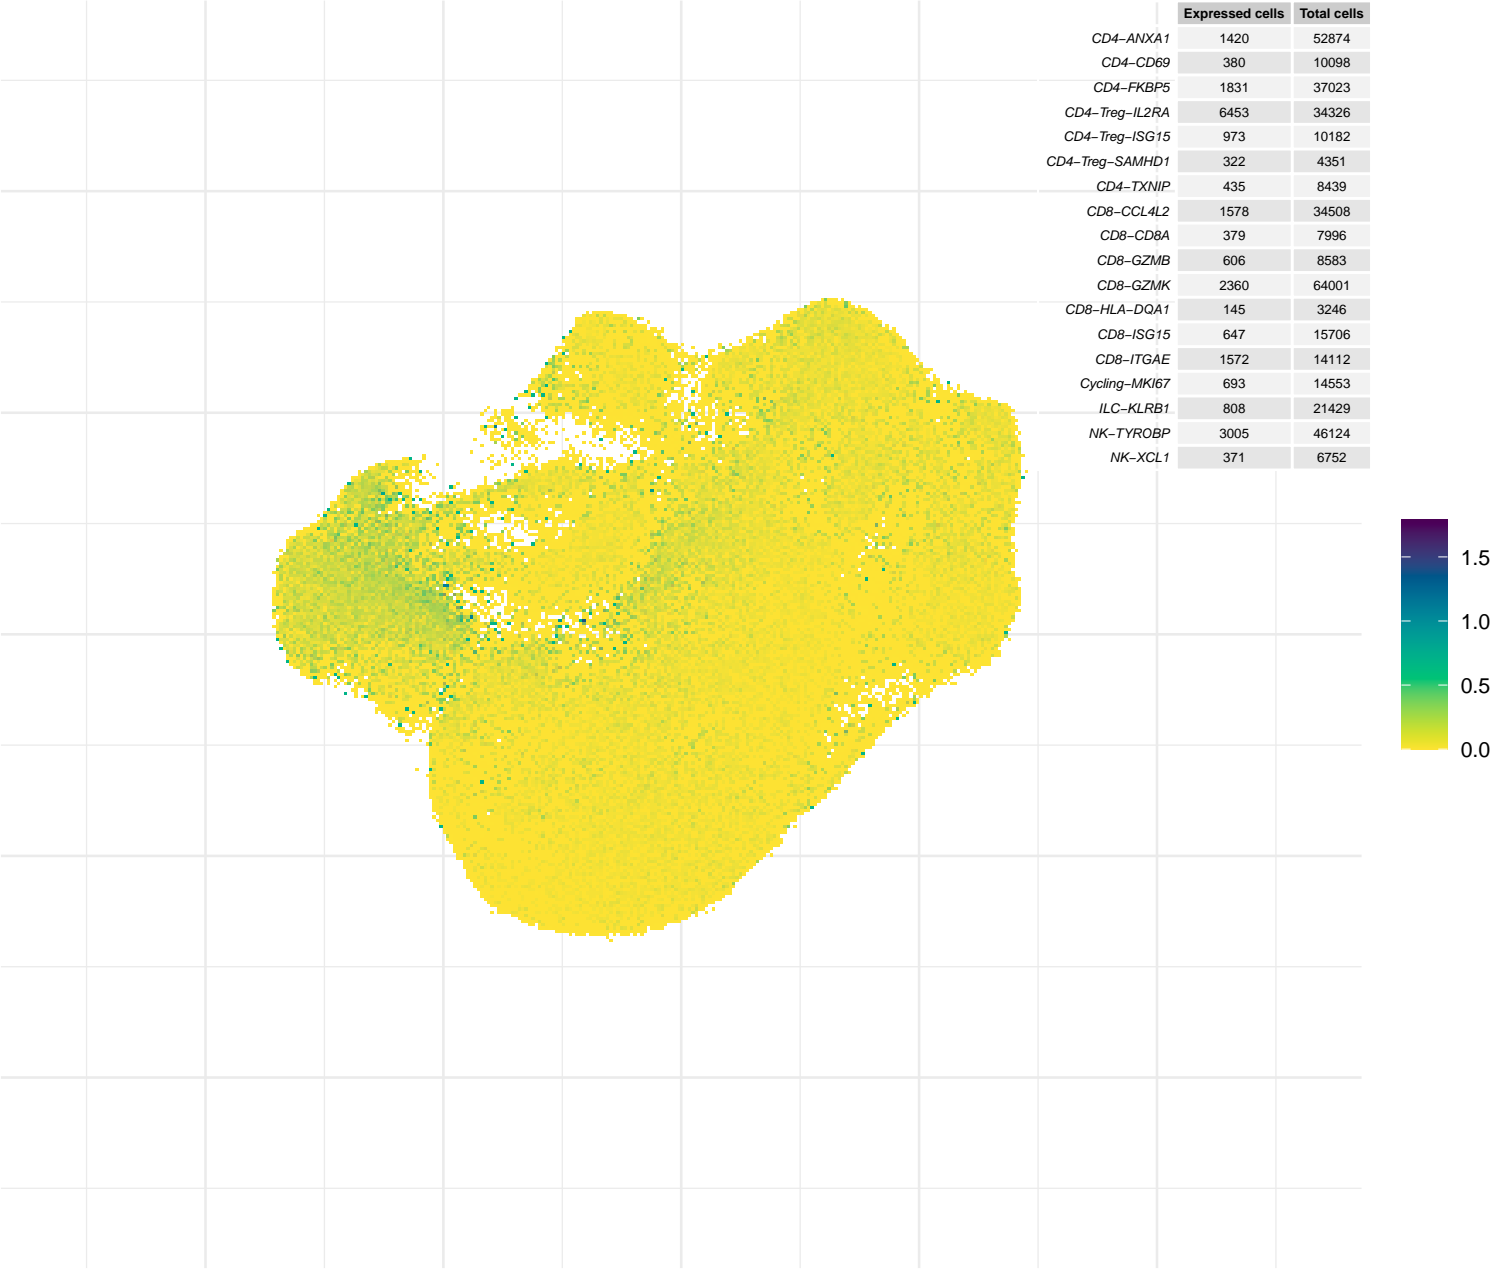 Expressed cells Total cells
CD4−ANXA1 1420 52874
CD4−CD69 380 10098
CD4−FKBP5 1831 37023
CD4−Treg−IL2RA 6453 34326
CD4−Treg−ISG15 973 10182
CD4−Treg−SAMHD1 322 4351
CD4−TXNIP 435 8439
CD8−CCL4L2 1578 34508
CD8−CD8A 379 7996
CD8−GZMB 606 8583
CD8−GZMK 2360 64001
CD8−HLA−DQA1 145 3246
CD8−ISG15 647 15706
CD8−ITGAE 1572 14112
Cycling−MKI67 693 14553
ILC−KLRB1 808 21429
NK−TYROBP 3005 46124
NK−XCL1 371 6752
1.5
1.0
0.5
0.0